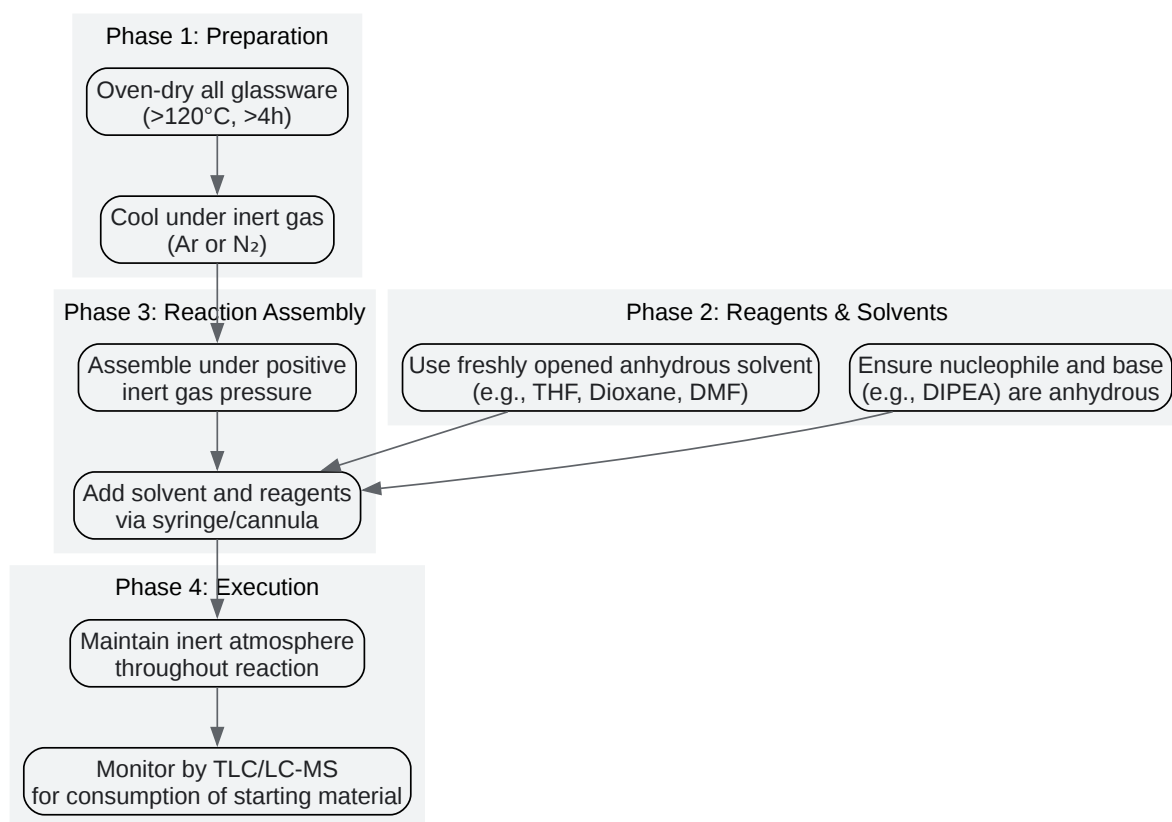 Phase 1: Preparation
Oven-dry all glassware
(>120°C, >4h)
Cool under inert gas
(Ar or N₂)
Phase 3: Reaction Assembly
Assemble under positive
inert gas pressure
Phase 2: Reagents & Solvents
Use freshly opened anhydrous solvent
(e.g., THF, Dioxane, DMF)
Ensure nucleophile and base
(e.g., DIPEA) are anhydrous
Add solvent and reagents
via syringe/cannula
Phase 4: Execution
Maintain inert atmosphere
throughout reaction
Monitor by TLC/LC-MS
for consumption of starting material